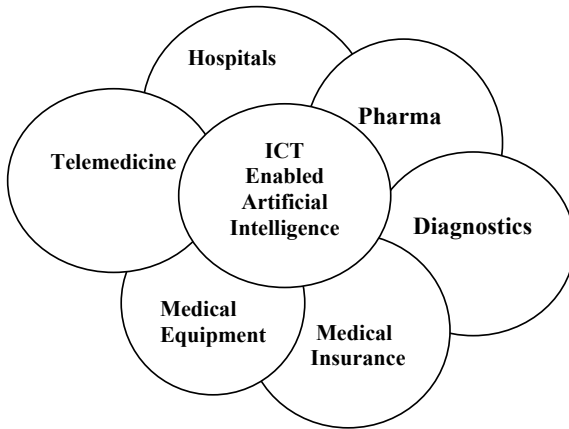 Hospitals
Pharma
Telemedicine
ICT
Enabled
Artificial
Intelligence
Diagnostics
Medical
Equipment
Medical
Insurance